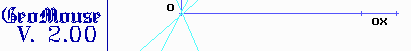 GeoMouse
V. 2.00
O
OX